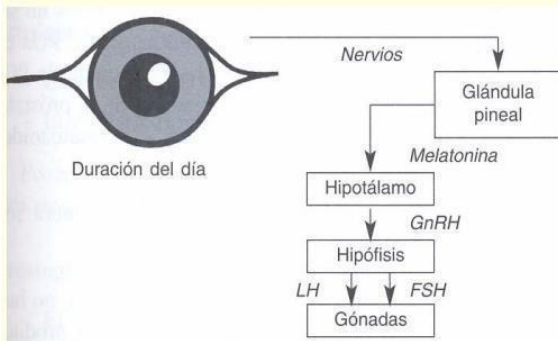 Nervios
Glándula
pineal
Duración del día
Melatonina
Hipotálamo
GnRH
Hipófisis
LH
FSH
Gónadas